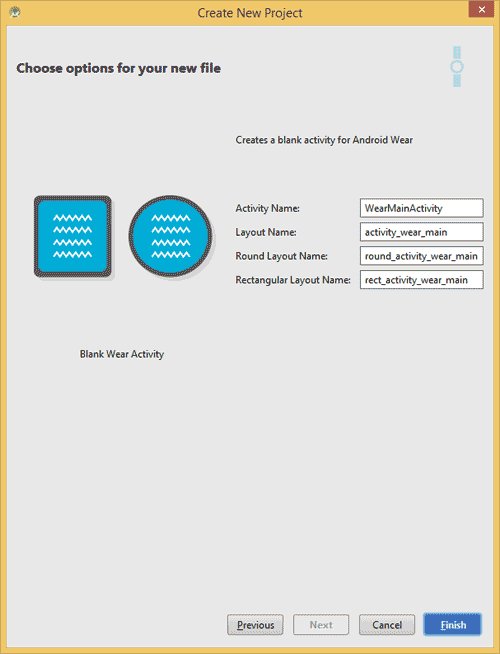 Create New Project
Choose options for your new file
Creates a blank activity for Android Wear
Activity Name: WearMainActivity
Layout Name: activity_wear_main
Round Layout Name: round_activity_wear_main
Rectangular Layout Name: rect_activity_wear_main
Blank Wear Activity
Previous Next Cancel Finish